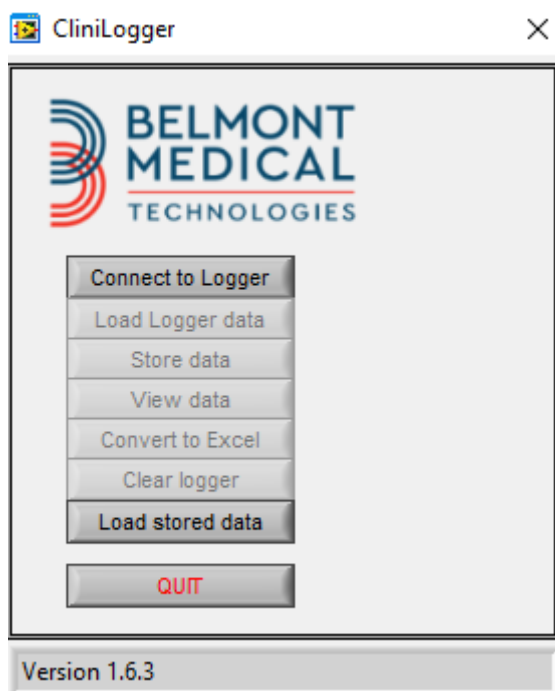 CliniLogger
BELMONT
MEDICAL
TECHNOLOGIES
Connect to Logger
Load Logger data
Store data
View data
Convert to Excel
Clear logger
Load stored data
QUIT
Version 1.6.3